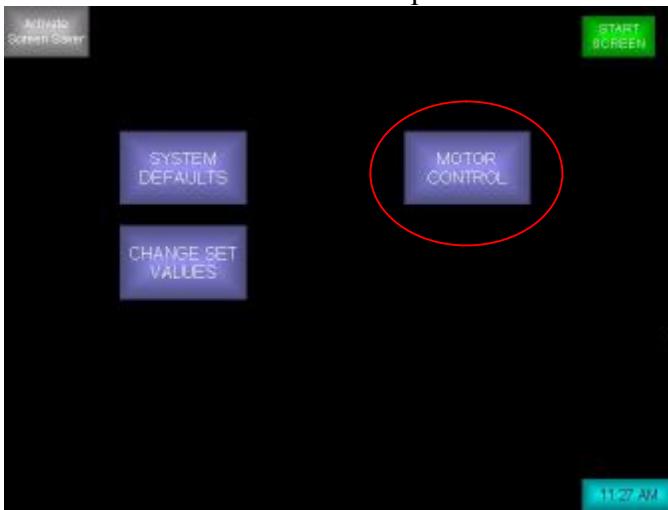 Activate
Screen Saver
START
SCREEN
SYSTEM
DEFAULTS
MOTOR
CONTROL
CHANGE SET
VALUES
11:27 AM